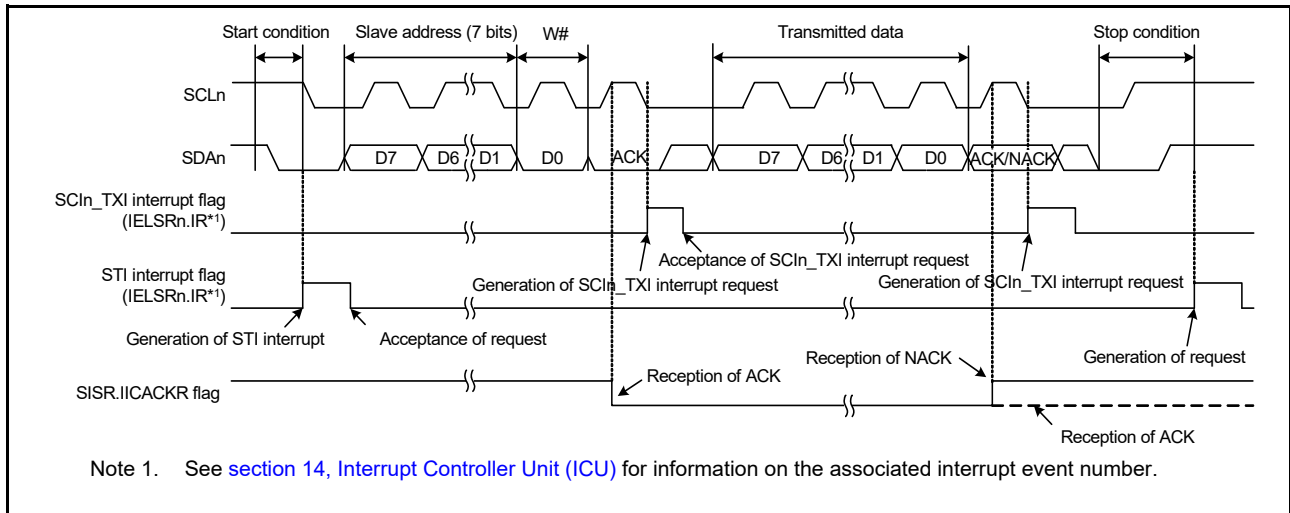 Start condition Slave address (7 bits) W# Transmitted data Stop condition
SCLn
SDAn D7 D6 D1 D0 ACK D7 D6 D1 D0 ACK/NACK
SCIn_TXI interrupt flag
(IELSRn.IR*1)
Acceptance of SCIn_TXI interrupt request
Generation of SCIn_TXI interrupt request Generation of SCIn_TXI interrupt request
STI interrupt flag
(IELSRn.IR*1)
Generation of STI interrupt Acceptance of request Generation of request
Reception of NACK
Reception of ACK
SISR.IICACKR flag
Reception of ACK
Note 1. See section 14, Interrupt Controller Unit (ICU) for information on the associated interrupt event number.